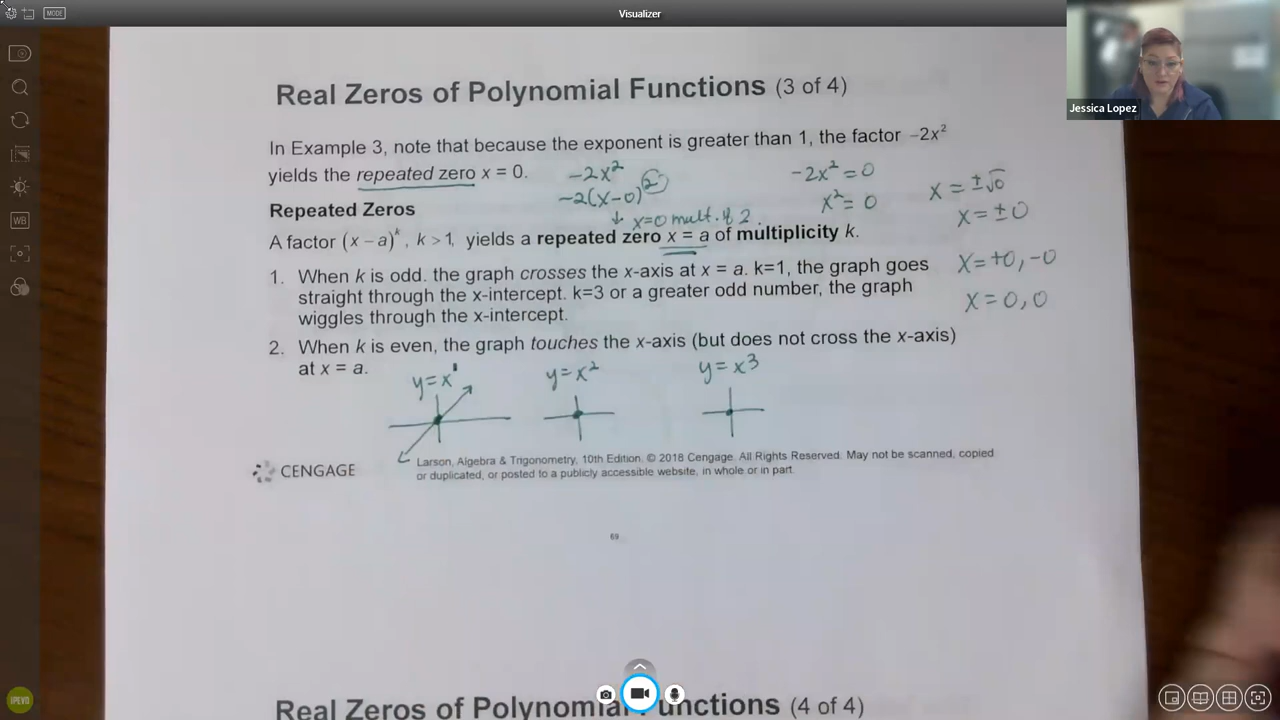 MODE
Visualizer
Jessica Lopez
WB
Real Zeros of Polynomial Functions (3 of 4)
In Example 3, note that because the exponent is greater than 1, the factor −2x²
yields the repeated zero x = 0.
−2x²
−2(x−0)²
↓ x=0 mult. of 2.
−2x² = 0
x² = 0
x = ±√0
x = ±0
x = +0, −0
x = 0, 0
Repeated Zeros
A factor (x − a)ᵏ, k > 1, yields a repeated zero x = a of multiplicity k.
1. When k is odd. the graph crosses the x-axis at x = a. k=1, the graph goes
straight through the x-intercept. k=3 or a greater odd number, the graph
wiggles through the x-intercept.
2. When k is even, the graph touches the x-axis (but does not cross the x-axis)
at x = a.
y=x¹ y=x² y=x³
CENGAGE
Larson, Algebra & Trigonometry, 10th Edition. © 2018 Cengage. All Rights Reserved. May not be scanned, copied
or duplicated, or posted to a publicly accessible website, in whole or in part.
69
Real Zeros of Polynomial Functions (4 of 4)
IPEVO